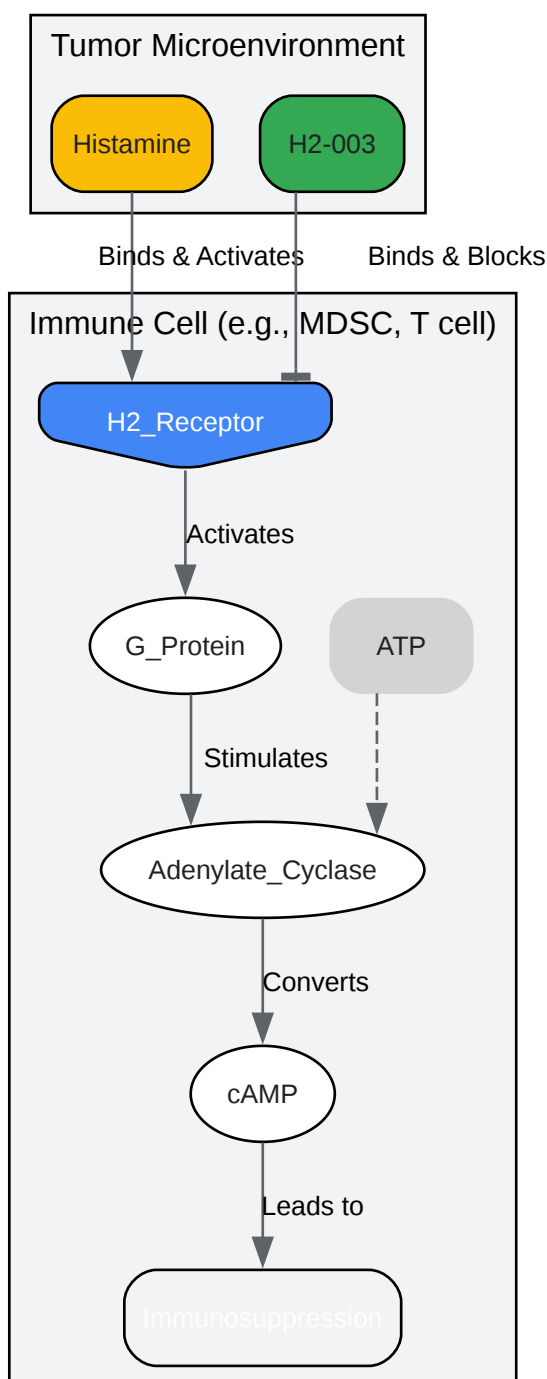 Tumor Microenvironment
Histamine
H2-003
Binds & Activates
Binds & Blocks
Immune Cell (e.g., MDSC, T cell)
H2_Receptor
Activates
G_Protein
ATP
Stimulates
Adenylate_Cyclase
Converts
cAMP
Leads to
Immunosuppression